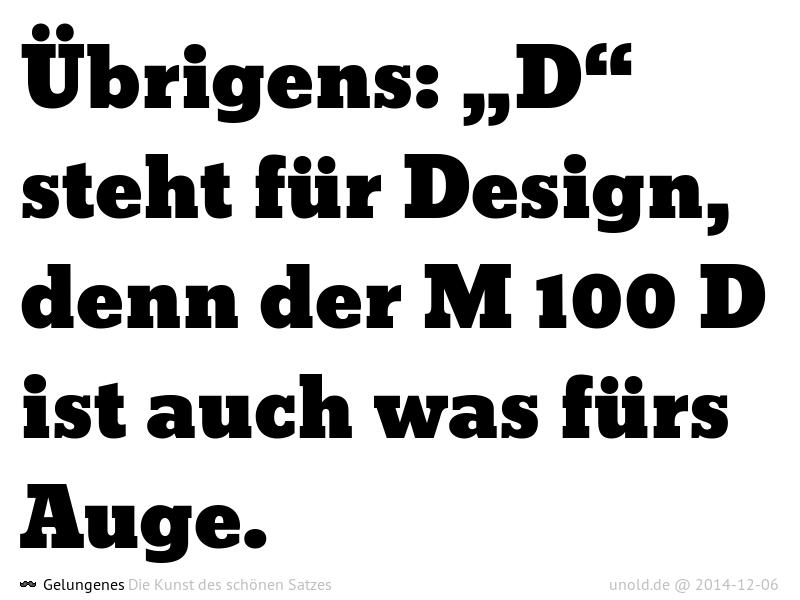 Übrigens: „D“
steht für Design,
denn der M 100 D
ist auch was fürs
Auge.
Gelungenes Die Kunst des schönen Satzes
unold.de @ 2014-12-06